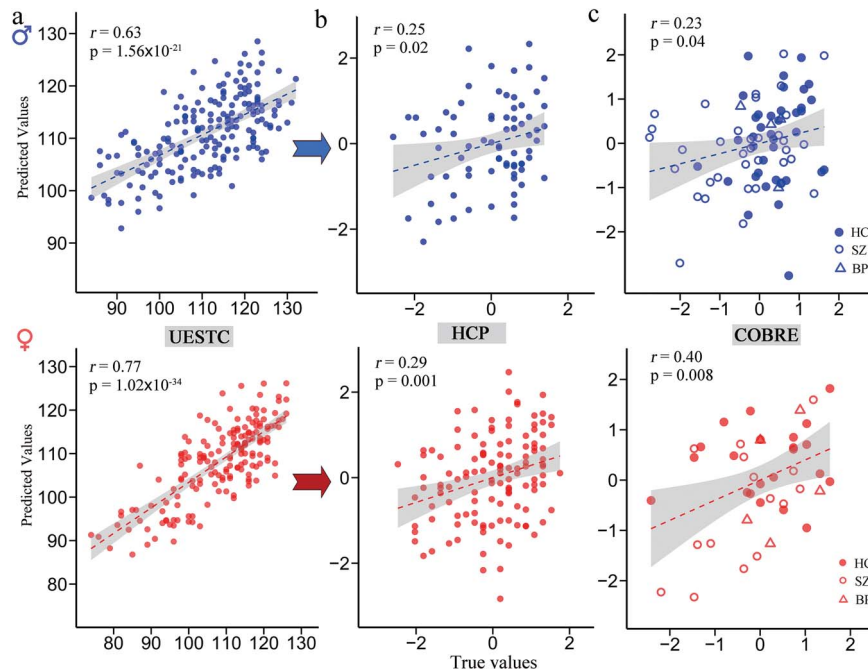 a
b
c
♂
r = 0.63
p = 1.56x10-21
r = 0.25
p = 0.02
r = 0.23
p = 0.04
Predicted Values
130
120
110
100
90
2
0
−2
2
1
0
−1
−2
HC
SZ
BP
90 100 110 120 130
−2 0 2
−2 −1 0 1 2
UESTC
HCP
COBRE
♀
r = 0.77
p = 1.02x10-34
r = 0.29
p = 0.001
r = 0.40
p = 0.008
Predicted Values
130
120
110
100
90
80
70
2
0
−2
2
1
0
−1
−2
HC
SZ
BP
80 90 100 110 120 130
−2 0 2
−2 −1 0 1 2
True values